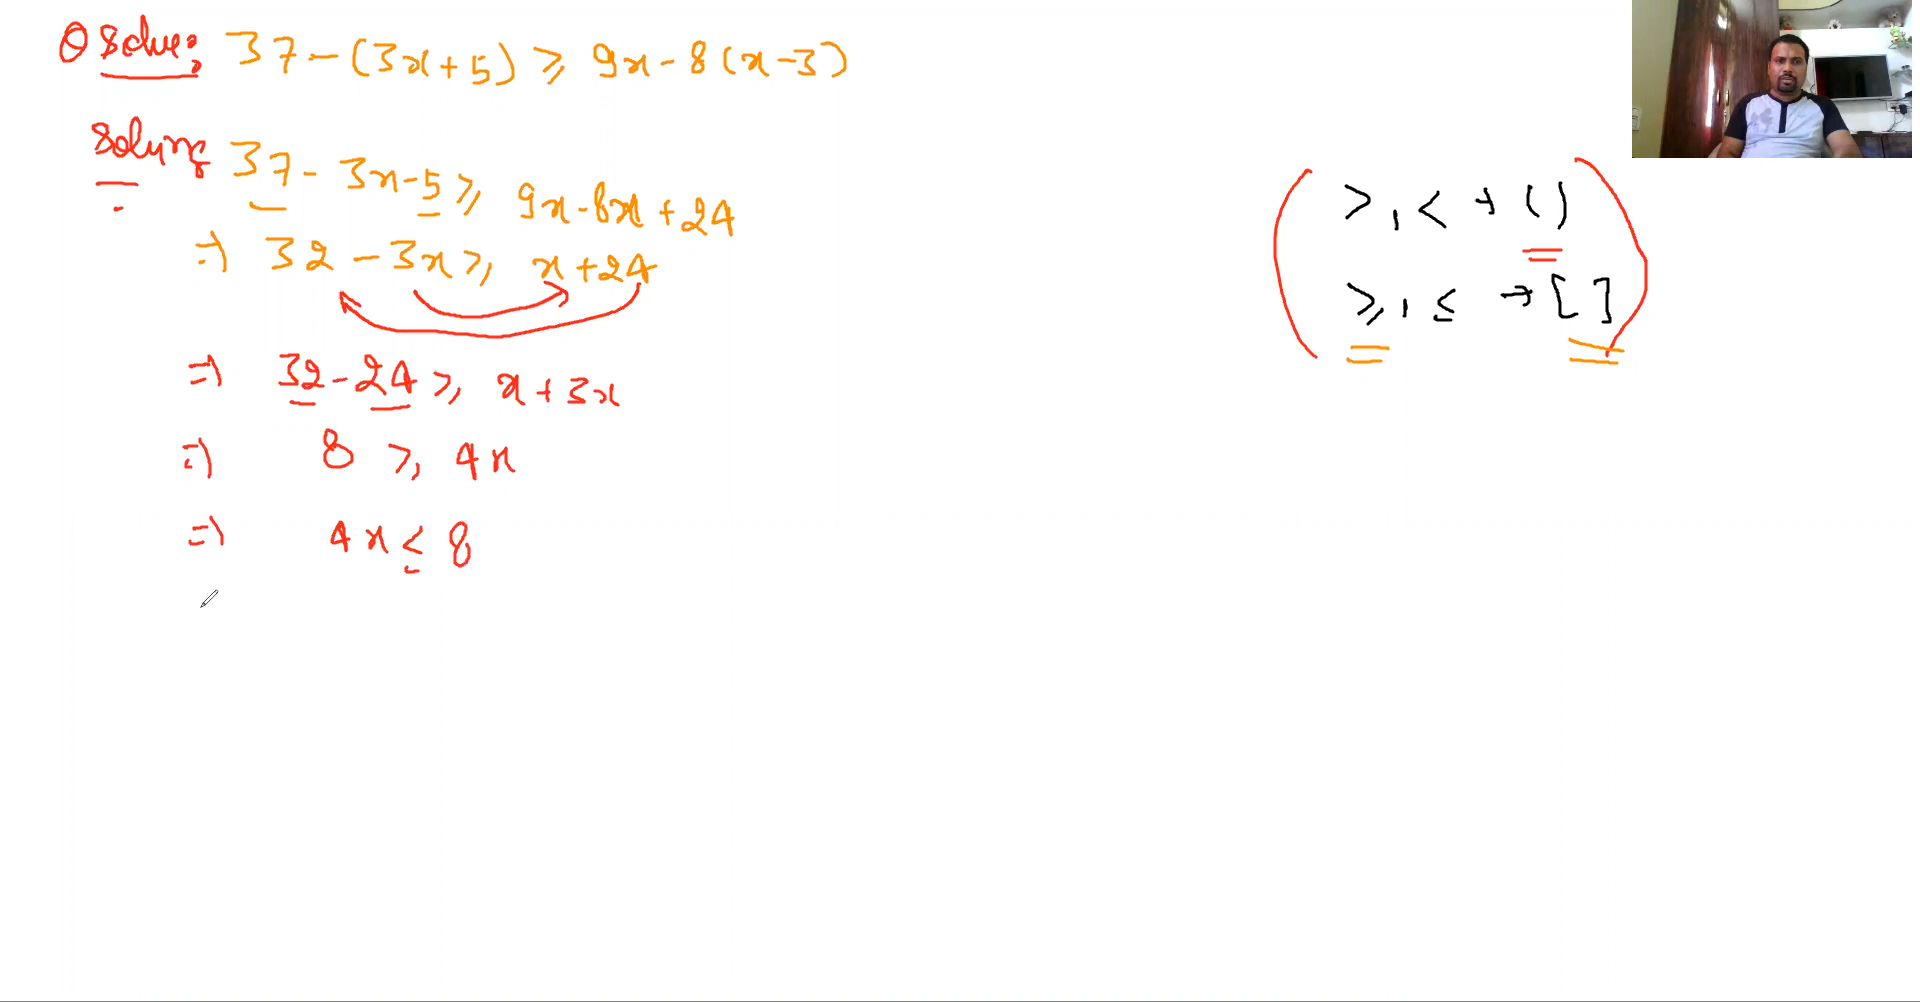 Q Solve: 37 - (3x + 5) ≥ 9x - 8(x - 3)
Solun: 37 - 3x - 5 ≥ 9x - 8x + 24
⇒ 32 - 3x ≥ x + 24
⇒ 32 - 24 ≥ x + 3x
⇒ 8 ≥ 4x
⇒ 4x ≤ 8
>, < → ()
≥, ≤ → []